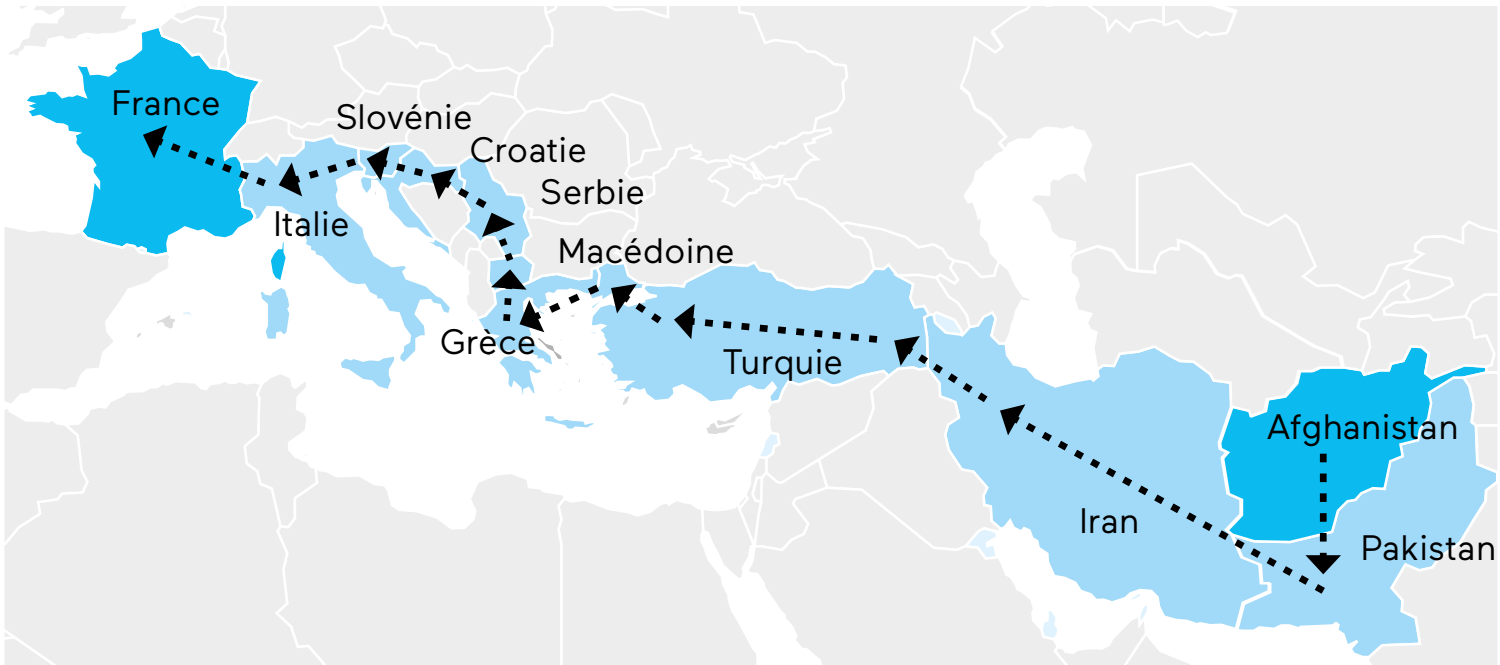 France
Slovénie
Croatie
Serbie
Italie
Macédoine
Grèce
Turquie
Afghanistan
Iran
Pakistan